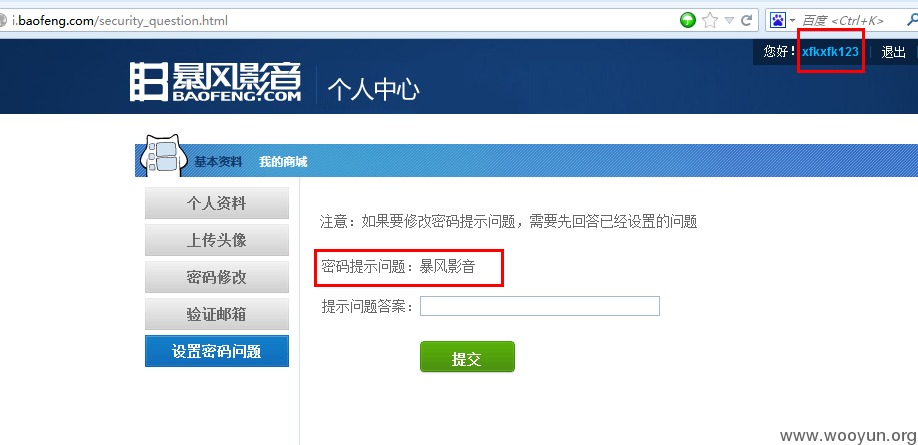 i.baofeng.com/security_question.html
百度 <Ctrl+K>
您好! xfkxfk123 | 退出
暴风影音
BAOFENG.COM
个人中心
基本资料 我的商城
个人资料
上传头像
密码修改
验证邮箱
设置密码问题
注意：如果要修改密码提示问题，需要先回答已经设置的问题
密码提示问题：暴风影音
提示问题答案：
提交
www.wooyun.org